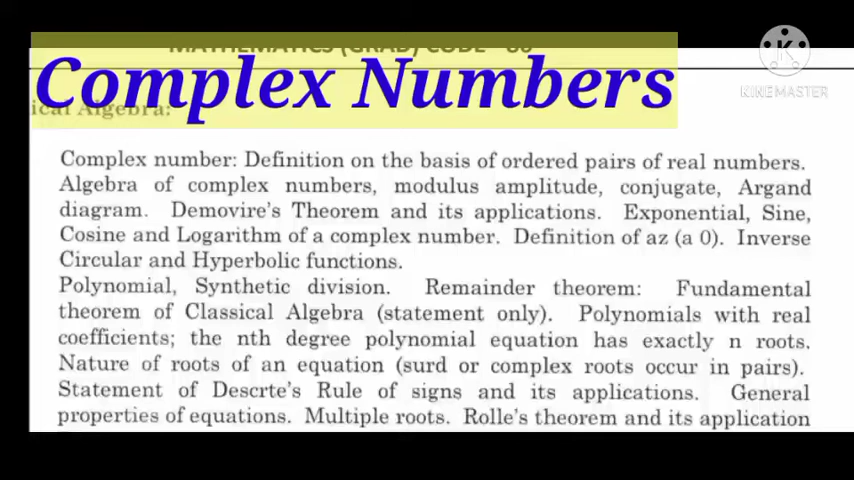 MATHEMATICS (GRAD) CODE - 
Complex Numbers
ical Algebra:
KINEMASTER
Complex number: Definition on the basis of ordered pairs of real numbers.
Algebra of complex numbers, modulus amplitude, conjugate, Argand
diagram. Demovire's Theorem and its applications. Exponential, Sine,
Cosine and Logarithm of a complex number. Definition of az (a 0). Inverse
Circular and Hyperbolic functions.
Polynomial, Synthetic division. Remainder theorem: Fundamental
theorem of Classical Algebra (statement only). Polynomials with real
coefficients; the nth degree polynomial equation has exactly n roots.
Nature of roots of an equation (surd or complex roots occur in pairs).
Statement of Descrte's Rule of signs and its applications. General
properties of equations. Multiple roots. Rolle's theorem and its application